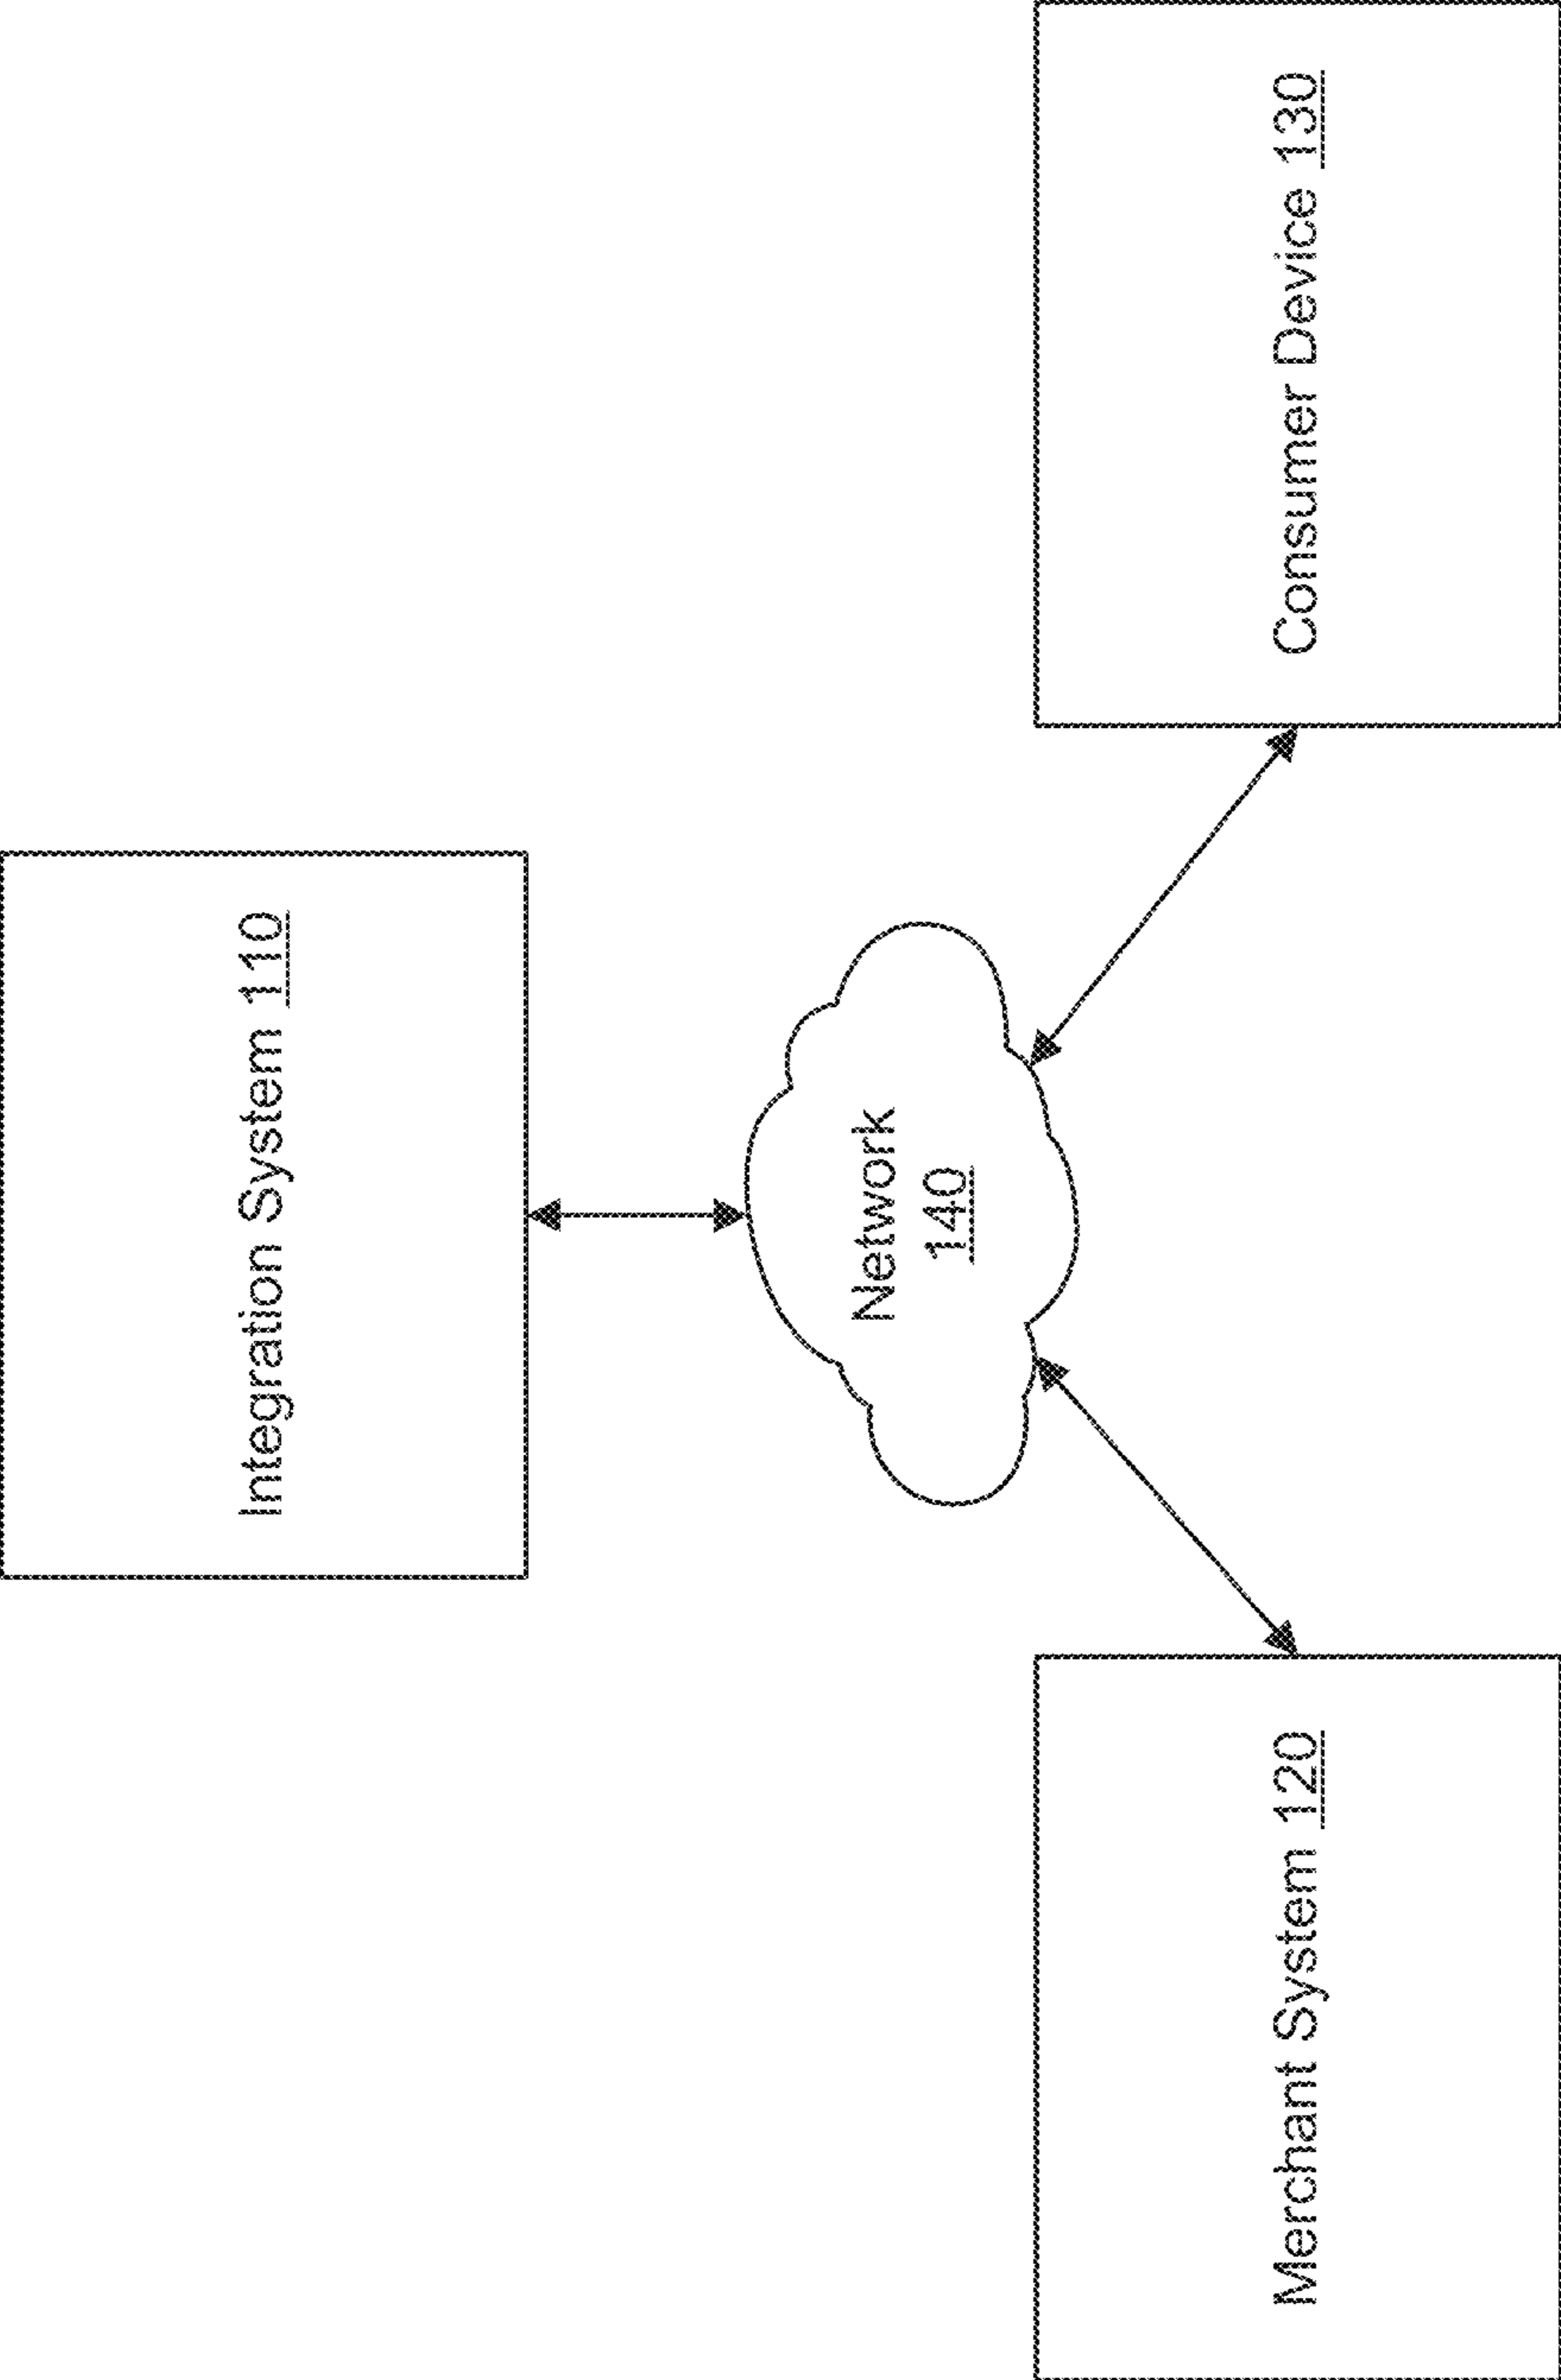 Integration System 110
Network
140
Merchant System 120
Consumer Device 130